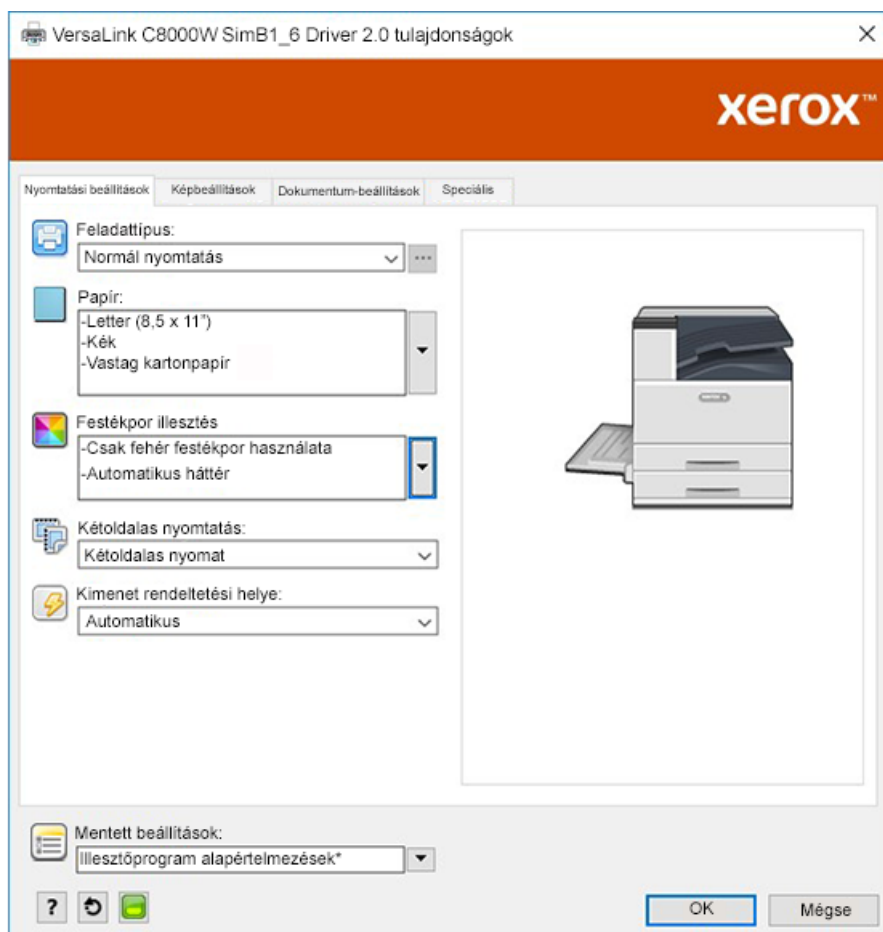 VersaLink C8000W SimB1_6 Driver 2.0 tulajdonságok
xerox™
Nyomtatási beállítások Képbeállítások Dokumentum-beállítások Speciális
Feladattípus:
Normál nyomtatás
Papír:
-Letter (8,5 x 11”)
-Kék
-Vastag kartonpapír
Festékpor illesztés
-Csak fehér festékpor használata
-Automatikus háttér
Kétoldalas nyomtatás:
Kétoldalas nyomat
Kimenet rendeltetési helye:
Automatikus
Mentett beállítások:
Illesztőprogram alapértelmezések*
? OK Mégse